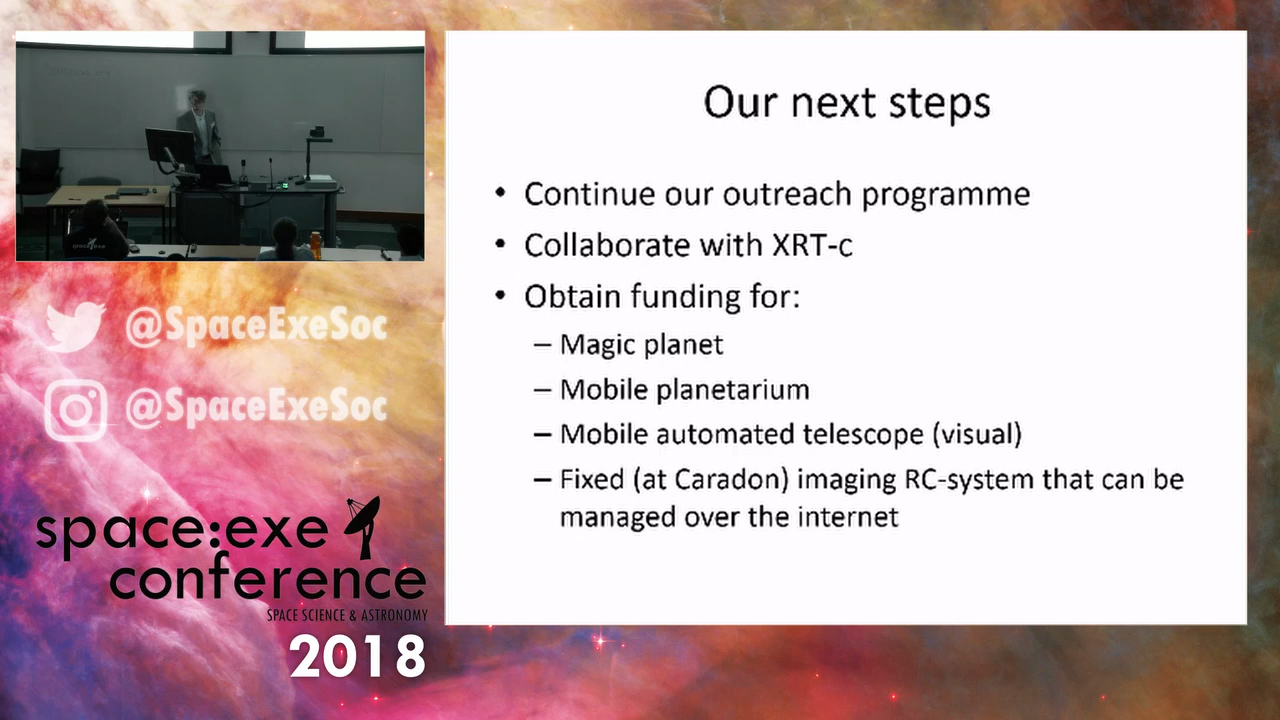 @SpaceExeSoc
@SpaceExeSoc
space:exe
conference
SPACE SCIENCE & ASTRONOMY
2018
Our next steps
• Continue our outreach programme
• Collaborate with XRT-c
• Obtain funding for:
– Magic planet
– Mobile planetarium
– Mobile automated telescope (visual)
– Fixed (at Caradon) imaging RC-system that can be
managed over the internet